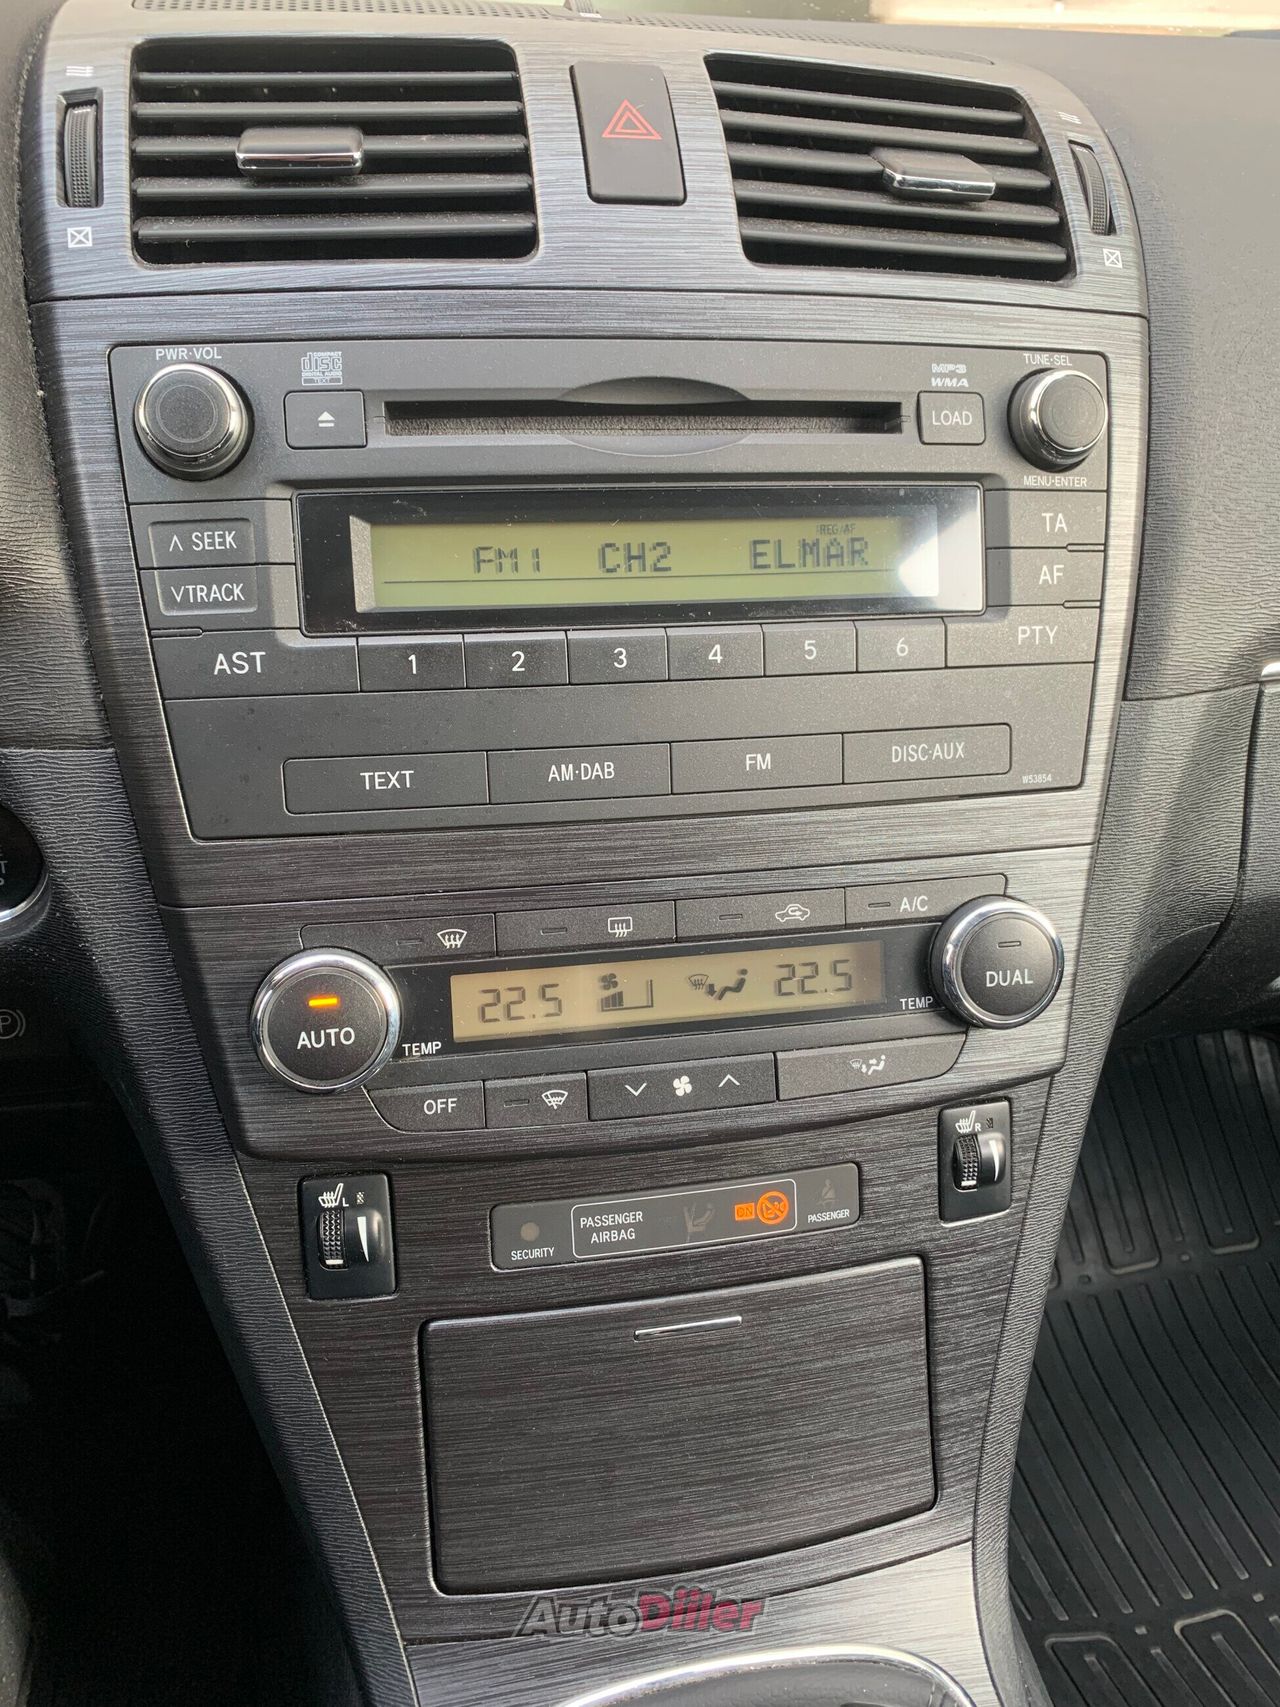 PWR·VOL
COMPACT
disc
DIGITAL AUDIO
TEXT
MP3
WMA
TUNE·SEL
LOAD
MENU·ENTER
∧ SEEK
∨TRACK
REG/AF
FM1 CH2 ELMAR
TA
AF
PTY
AST 1 2 3 4 5 6
TEXT AM·DAB FM DISC·AUX
W53854
A/C
AUTO
TEMP
22.5 22.5
TEMP
DUAL
OFF
R
L
SECURITY
PASSENGER
AIRBAG
ON
PASSENGER
AutoDiler